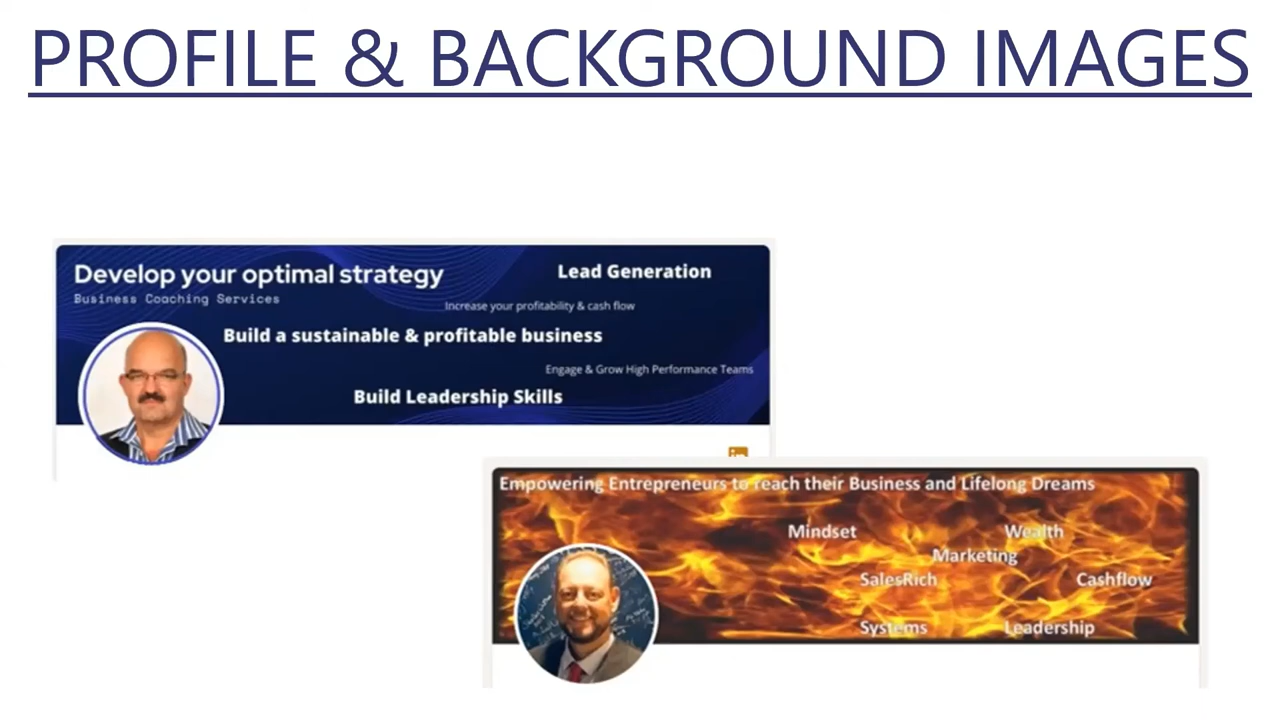 PROFILE & BACKGROUND IMAGES
Develop your optimal strategy
Business Coaching Services
Lead Generation
Increase your profitability & cash flow
Build a sustainable & profitable business
Engage & Grow High Performance Teams
Build Leadership Skills
in
Empowering Entrepreneurs to reach their Business and Lifelong Dreams
Mindset
Wealth
Marketing
SalesRich
Cashflow
Systems
Leadership